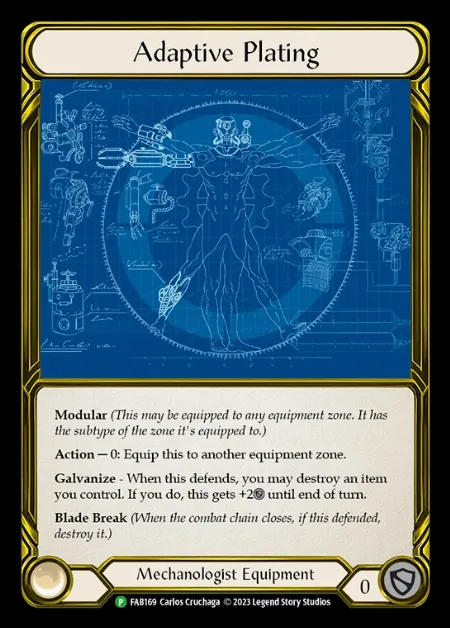 Adaptive Plating
Modular (This may be equipped to any equipment zone. It has
the subtype of the zone it's equipped to.)
Action — 0: Equip this to another equipment zone.
Galvanize - When this defends, you may destroy an item
you control. If you do, this gets +2 until end of turn.
Blade Break (When the combat chain closes, if this defended,
destroy it.)
Mechanologist Equipment
0
P FAB169 Carlos Cruchaga © 2023 Legend Story Studios